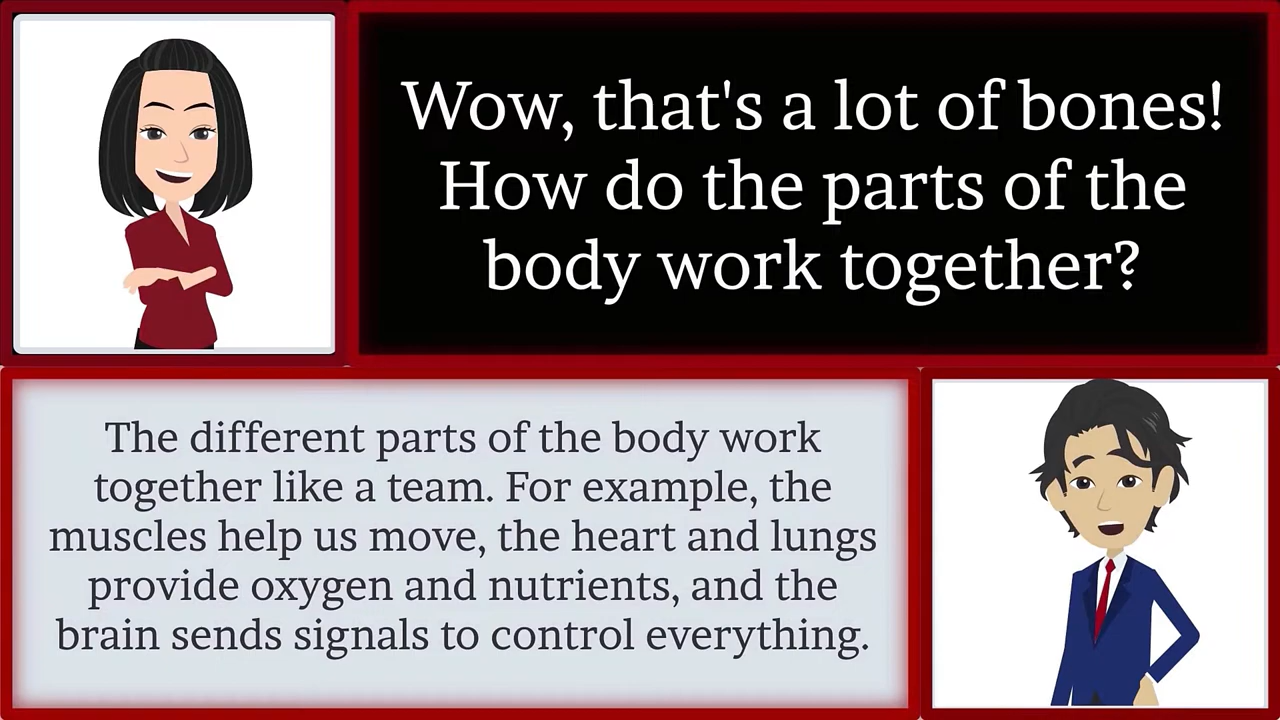 Wow, that's a lot of bones!
How do the parts of the
body work together?
The different parts of the body work
together like a team. For example, the
muscles help us move, the heart and lungs
provide oxygen and nutrients, and the
brain sends signals to control everything.